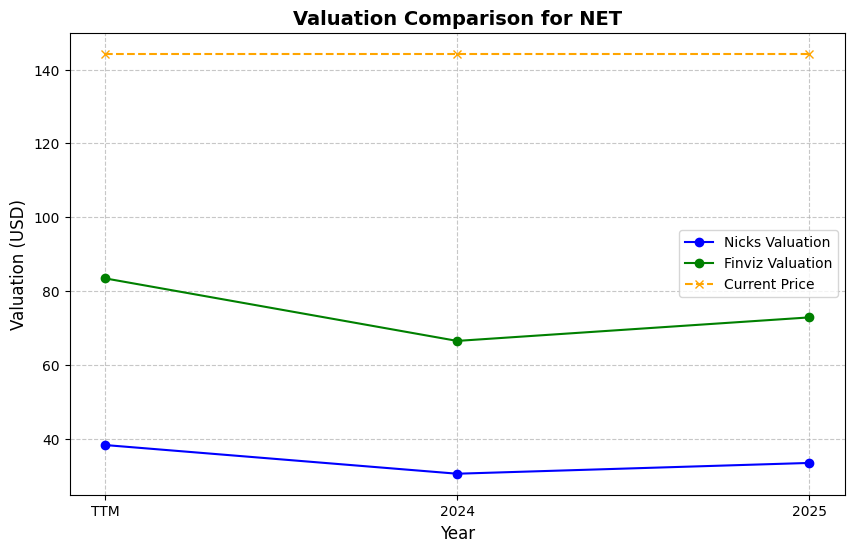 Valuation Comparison for NET
Valuation (USD)
140
120
100
80
60
40
Nicks Valuation
Finviz Valuation
Current Price
TTM
2024
2025
Year